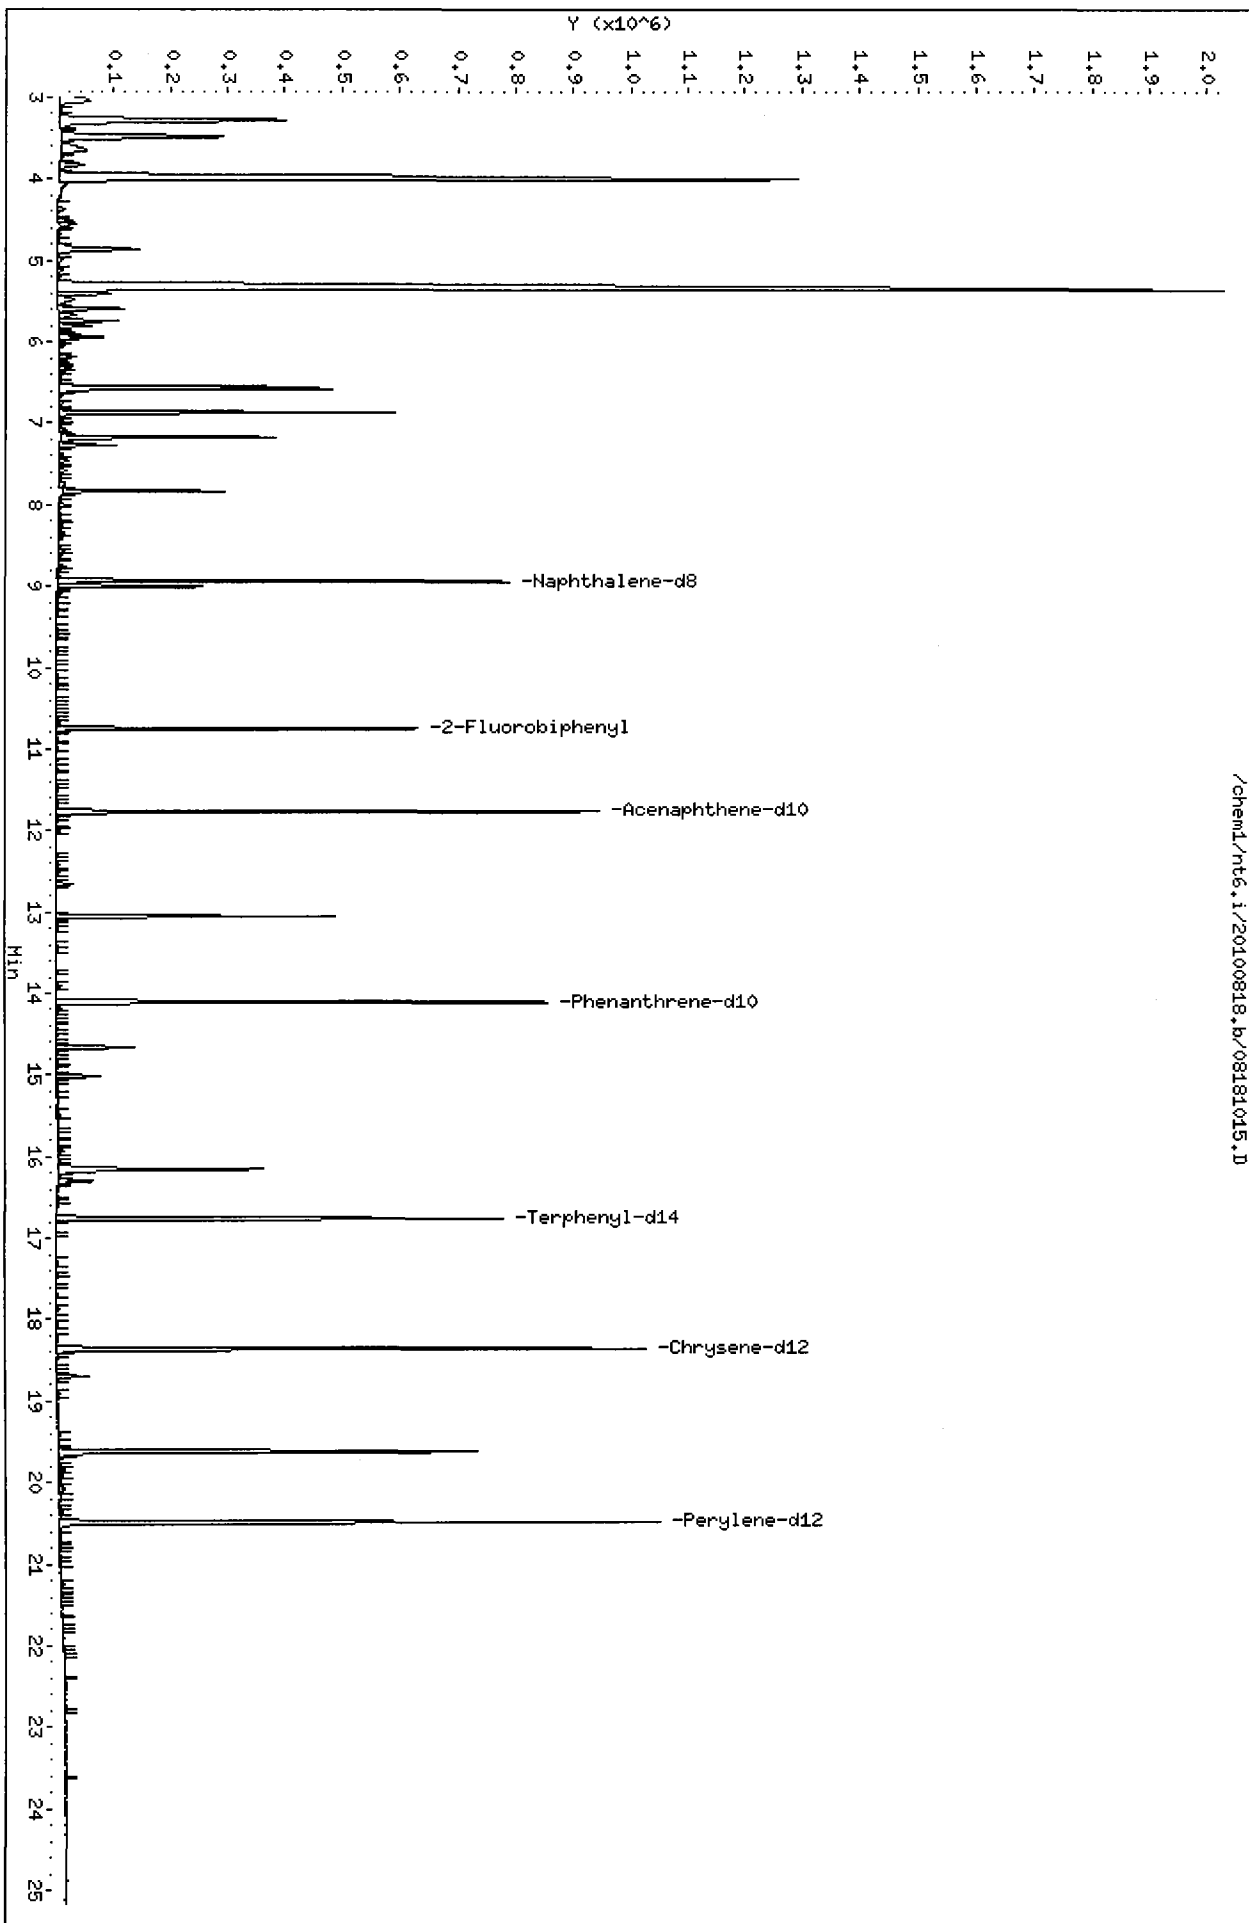 /chem1/nt6.i/20100818.b/08181015.D
Y (x10^6)
2.0
1.9
1.8
1.7
1.6
1.5
1.4
1.3
1.2
1.1
1.0
0.9
0.8
0.7
0.6
0.5
0.4
0.3
0.2
0.1
-Naphthalene-d8
-2-Fluorobiphenyl
-Acenaphthene-d10
-Phenanthrene-d10
-Terphenyl-d14
-Chrysene-d12
-Perylene-d12
3 4 5 6 7 8 9 10 11 12 13 14 15 16 17 18 19 20 21 22 23 24 25
Min